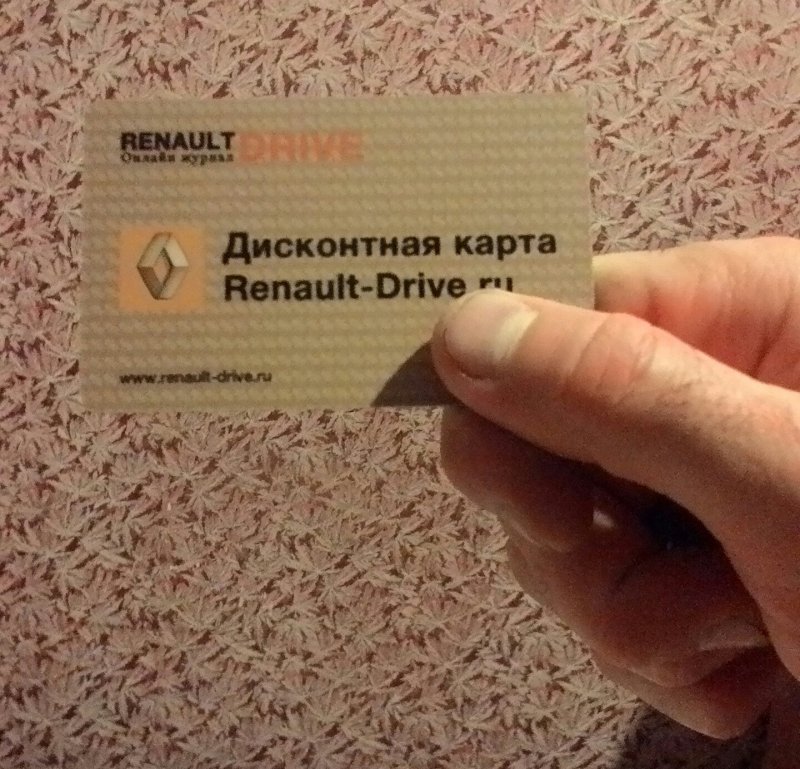 RENAULT DRIVE
Онлайн журнал
Дисконтная карта
Renault-Drive.ru
www.renault-drive.ru